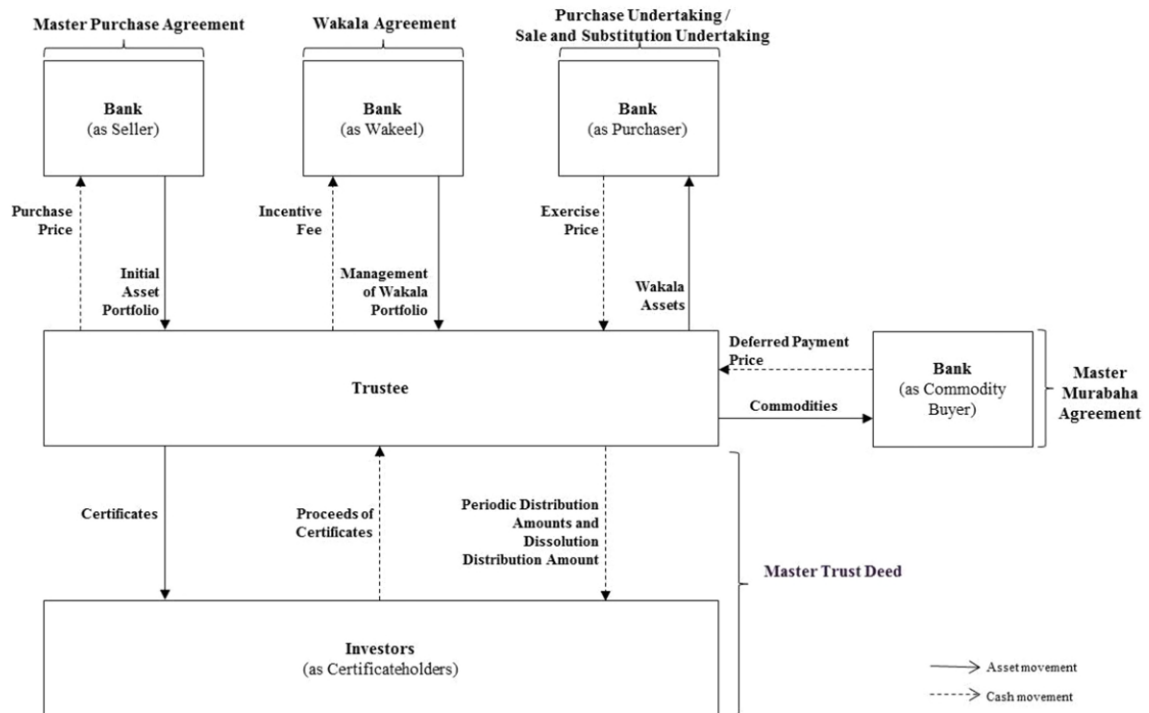 Master Purchase Agreement
Wakala Agreement
Purchase Undertaking /
Sale and Substitution Undertaking
Bank
(as Seller)
Bank
(as Wakeel)
Bank
(as Purchaser)
Purchase
Price
Initial
Asset
Portfolio
Incentive
Fee
Management
of Wakala
Portfolio
Exercise
Price
Wakala
Assets
Trustee
Deferred Payment
Price
Commodities
Bank
(as Commodity
Buyer)
Master
Murabaha
Agreement
Certificates
Proceeds of
Certificates
Periodic Distribution
Amounts and
Dissolution
Distribution Amount
Master Trust Deed
Investors
(as Certificateholders)
Asset movement
Cash movement